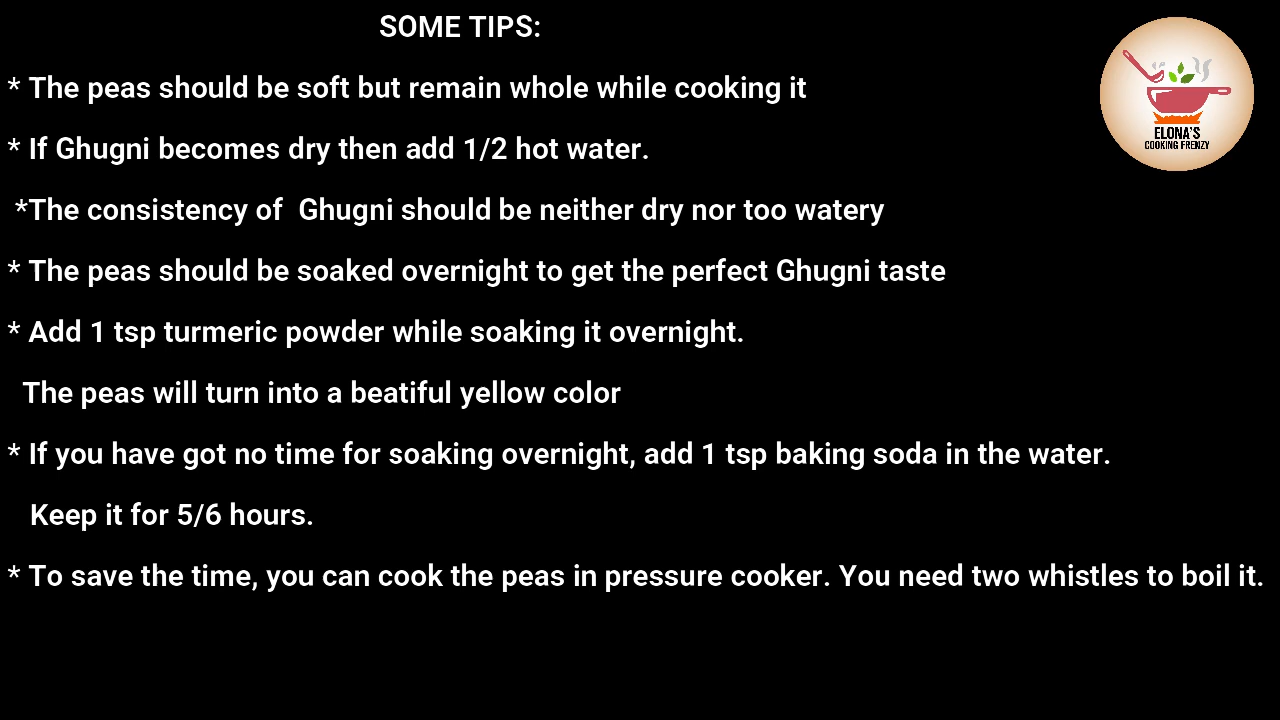 SOME TIPS:
* The peas should be soft but remain whole while cooking it
* If Ghugni becomes dry then add 1/2 hot water.
*The consistency of  Ghugni should be neither dry nor too watery
* The peas should be soaked overnight to get the perfect Ghugni taste
* Add 1 tsp turmeric powder while soaking it overnight.
The peas will turn into a beatiful yellow color
* If you have got no time for soaking overnight, add 1 tsp baking soda in the water.
Keep it for 5/6 hours.
* To save the time, you can cook the peas in pressure cooker. You need two whistles to boil it.
ELONA'S
COOKING FRENZY